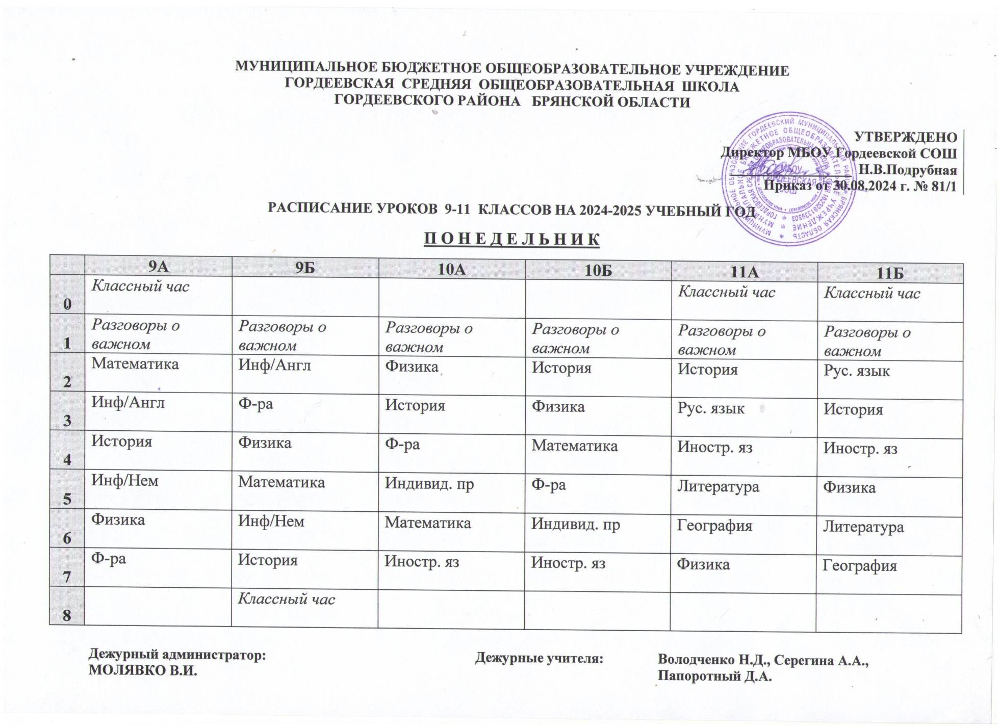 МУНИЦИПАЛЬНОЕ БЮДЖЕТНОЕ ОБЩЕОБРАЗОВАТЕЛЬНОЕ УЧРЕЖДЕНИЕ
ГОРДЕЕВСКАЯ СРЕДНЯЯ ОБЩЕОБРАЗОВАТЕЛЬНАЯ ШКОЛА
ГОРДЕЕВСКОГО РАЙОНА БРЯНСКОЙ ОБЛАСТИ
УТВЕРЖДЕНО
Директор МБОУ Гордеевской СОШ
Н.В.Подрубная
Приказ от 30.08.2024 г. № 81/1
МБОУ
ГОРДЕЕВСКАЯ
СОШ
РАСПИСАНИЕ УРОКОВ 9-11 КЛАССОВ НА 2024-2025 УЧЕБНЫЙ ГОД
П О Н Е Д Е Л Ь Н И К
9А 9Б 10А 10Б 11А 11Б
0 Классный час Классный час Классный час
Разговоры о Разговоры о Разговоры о Разговоры о Разговоры о Разговоры о
1 важном важном важном важном важном важном
2 Математика Инф/Англ Физика История История Рус. язык
3 Инф/Англ Ф-ра История Физика Рус. язык История
4 История Физика Ф-ра Математика Иностр. яз Иностр. яз
5 Инф/Нем Математика Индивид. пр Ф-ра Литература Физика
6 Физика Инф/Нем Математика Индивид. пр География Литература
7 Ф-ра История Иностр. яз Иностр. яз Физика География
8 Классный час
Дежурный администратор: Дежурные учителя: Володченко Н.Д., Серегина А.А.,
МОЛЯВКО В.И. Папоротный Д.А.